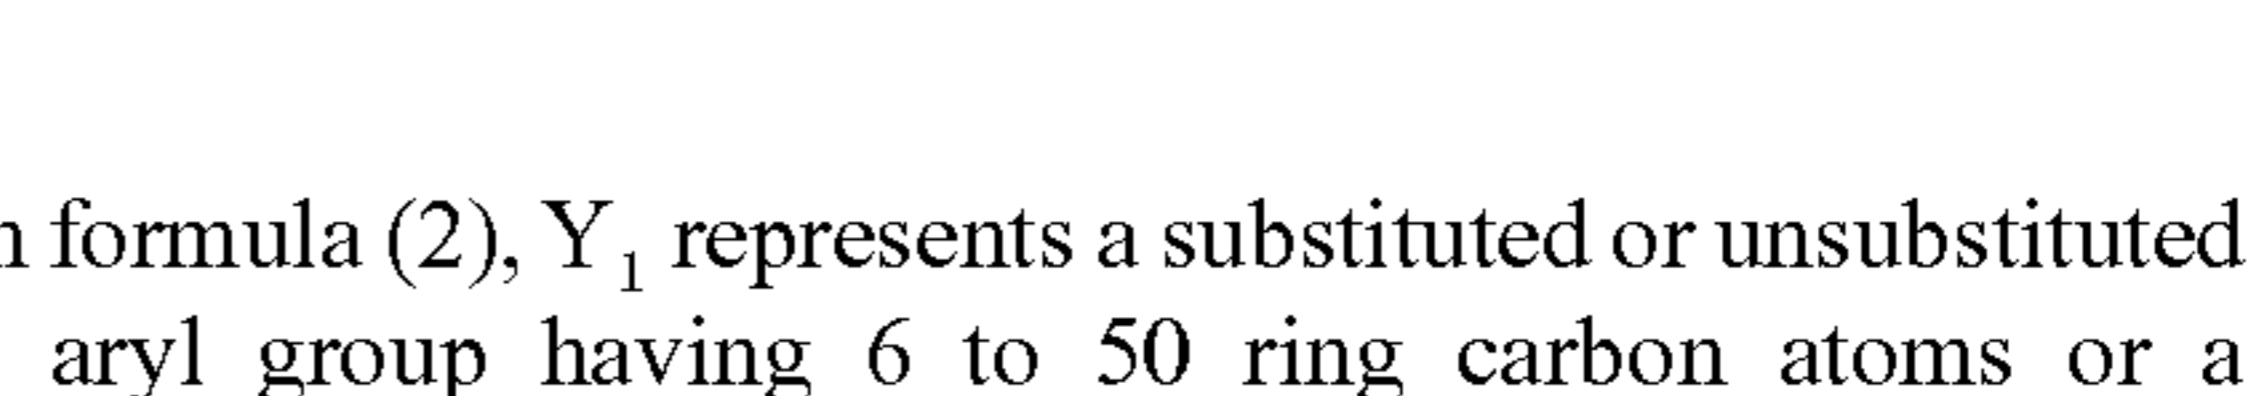 formula (2), Y₁ represents a substituted or unsubstituted
aryl group having 6 to 50 ring carbon atoms or a